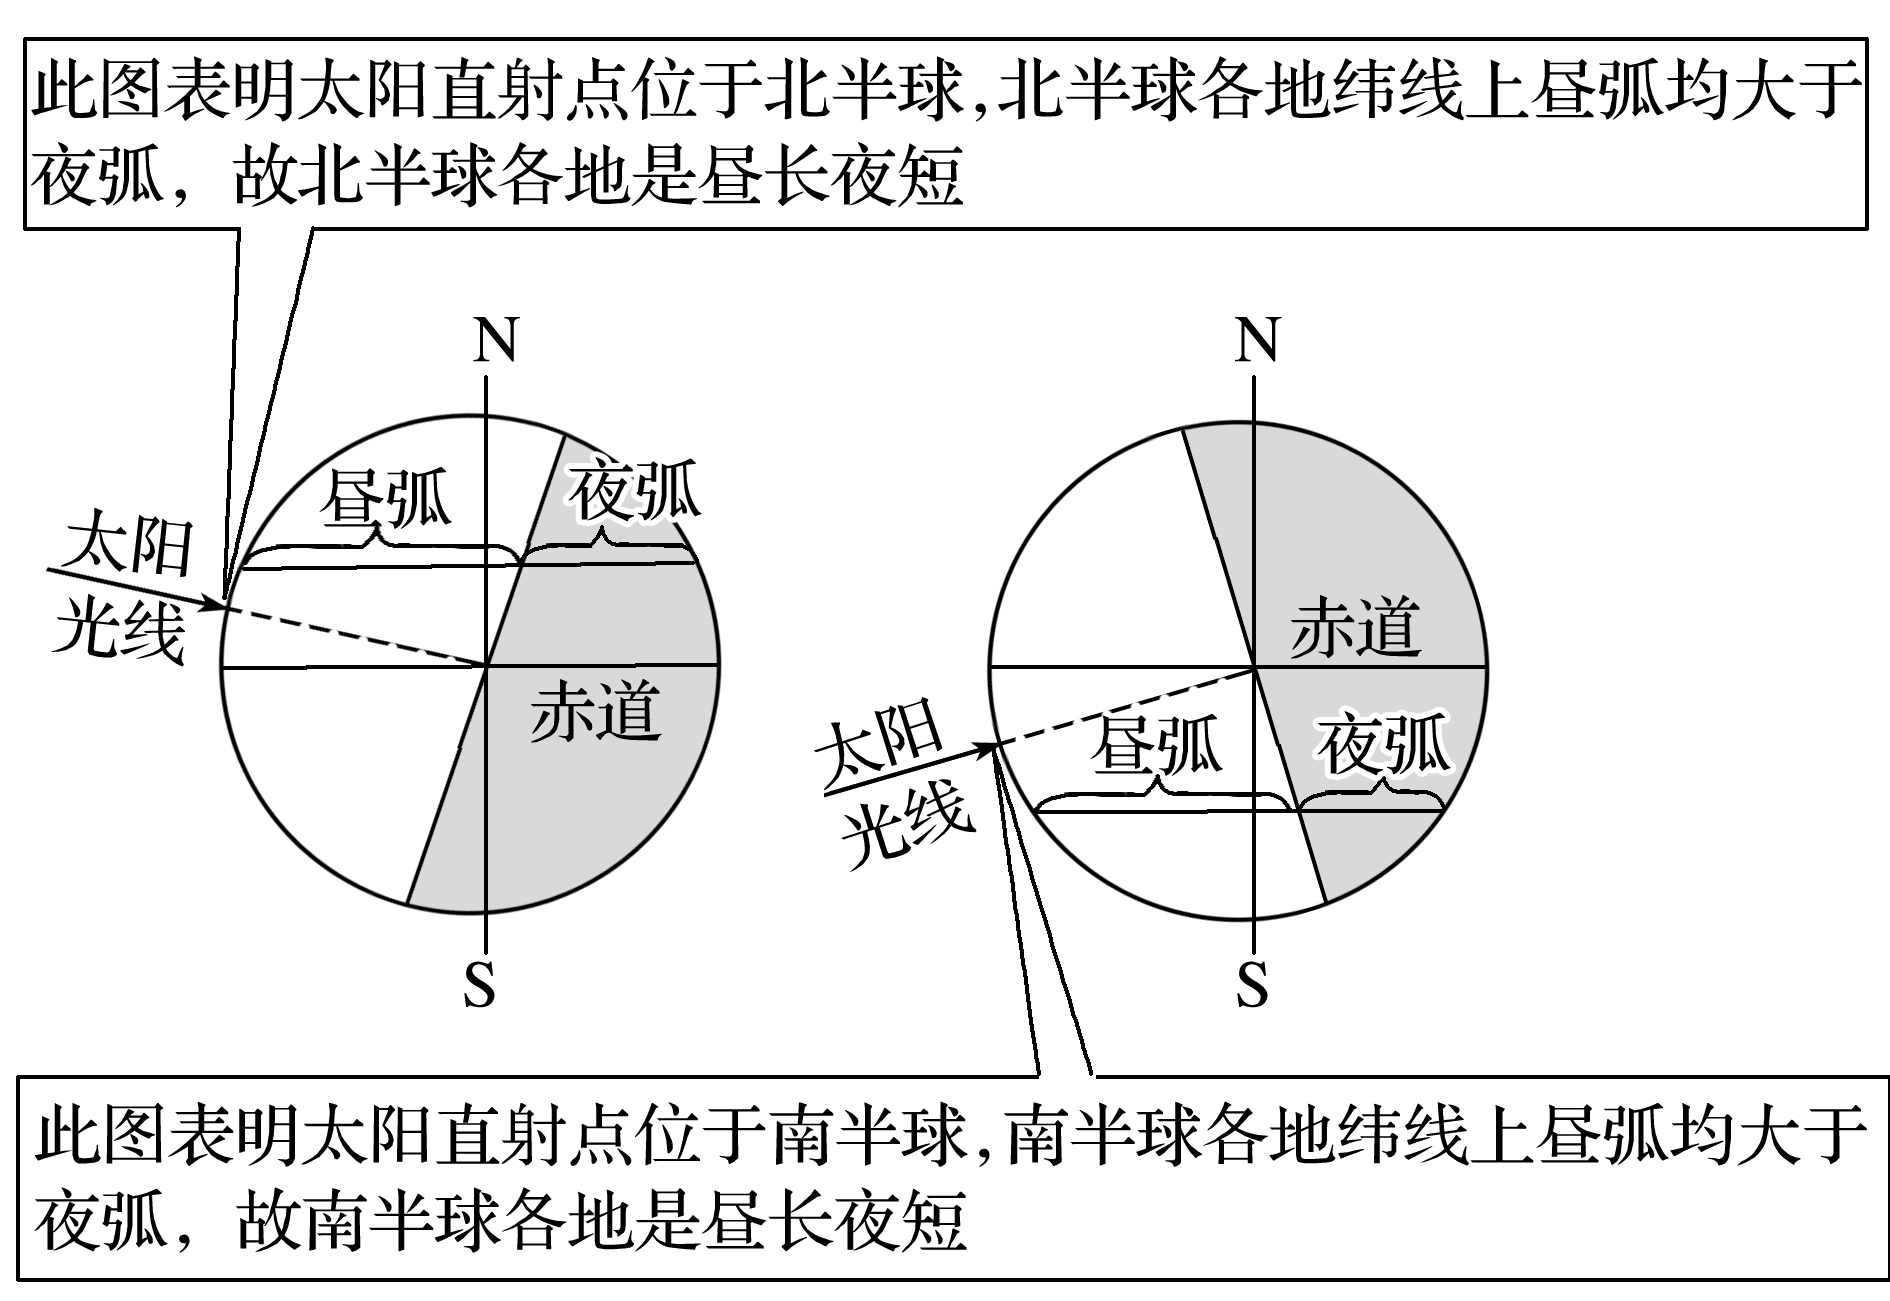 此图表明太阳直射点位于北半球,北半球各地纬线上昼弧均大于
夜弧，故北半球各地是昼长夜短
N
昼弧
夜弧
太阳
光线
赤道
S
N
赤道
太阳
光线
昼弧
夜弧
S
此图表明太阳直射点位于南半球,南半球各地纬线上昼弧均大于
夜弧，故南半球各地是昼长夜短